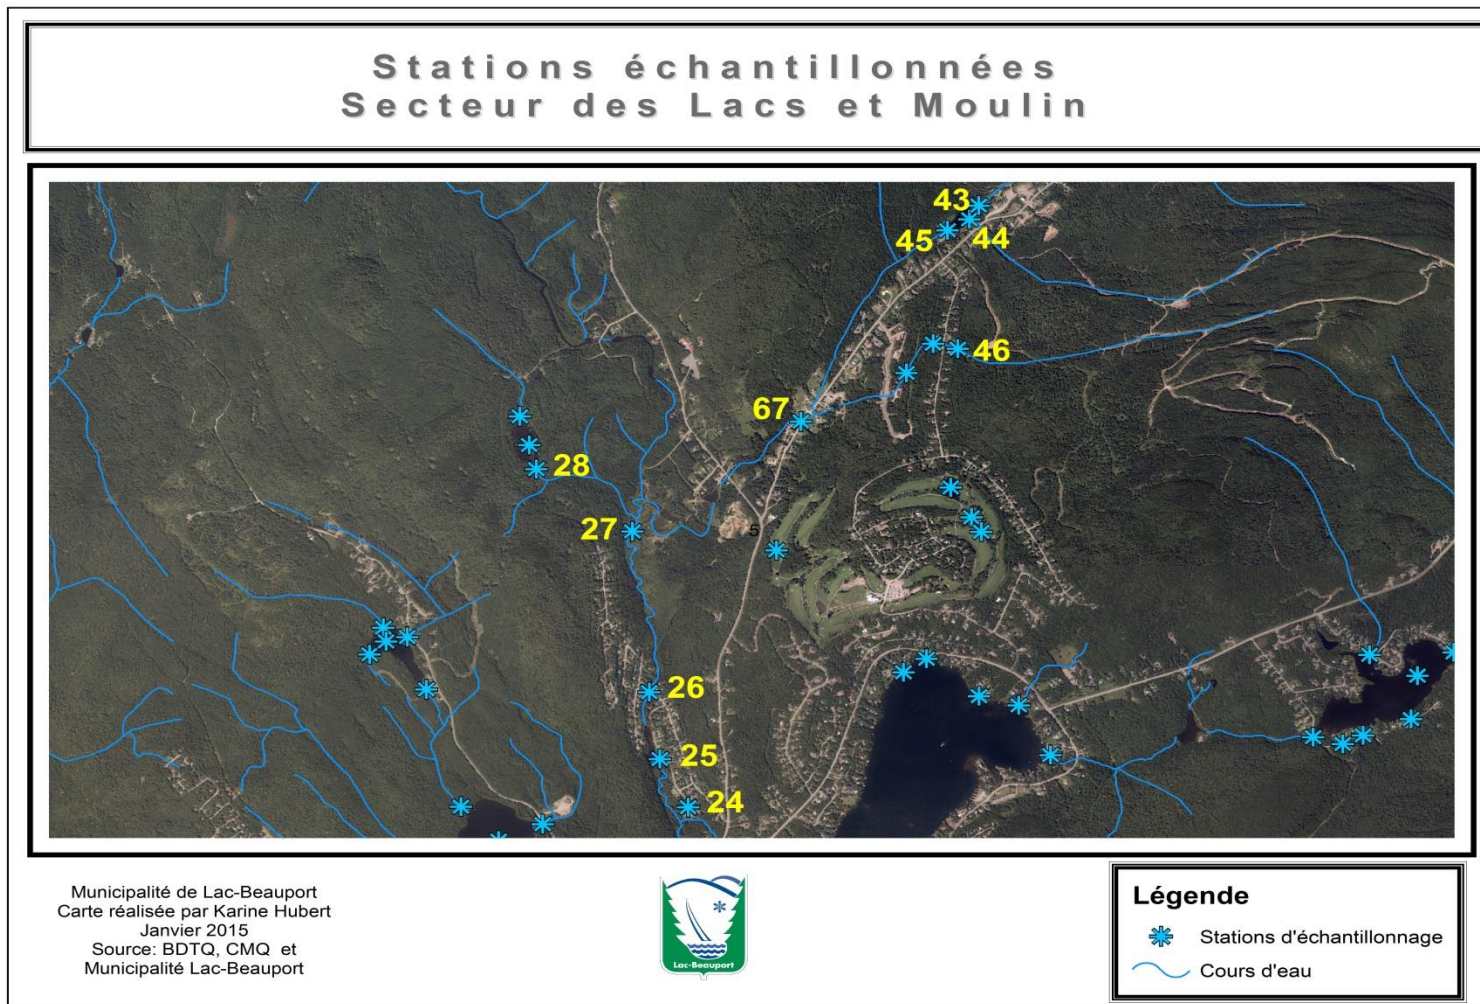 Stations échantillonnées
Secteur des Lacs et Moulin
43
45
44
46
67
28
27
5
26
25
24
Municipalité de Lac-Beauport
Carte réalisée par Karine Hubert
Janvier 2015
Source: BDTQ, CMQ et
Municipalité Lac-Beauport
Lac-Beauport
Légende
Stations d'échantillonnage
Cours d'eau